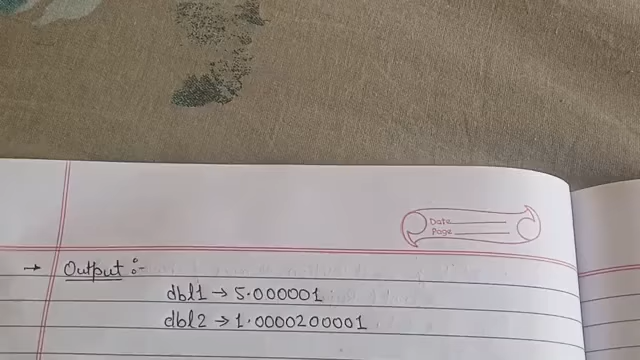 Date
Page
→ Output :-
dbl1 → 5.000001
dbl2 → 1.0000200001